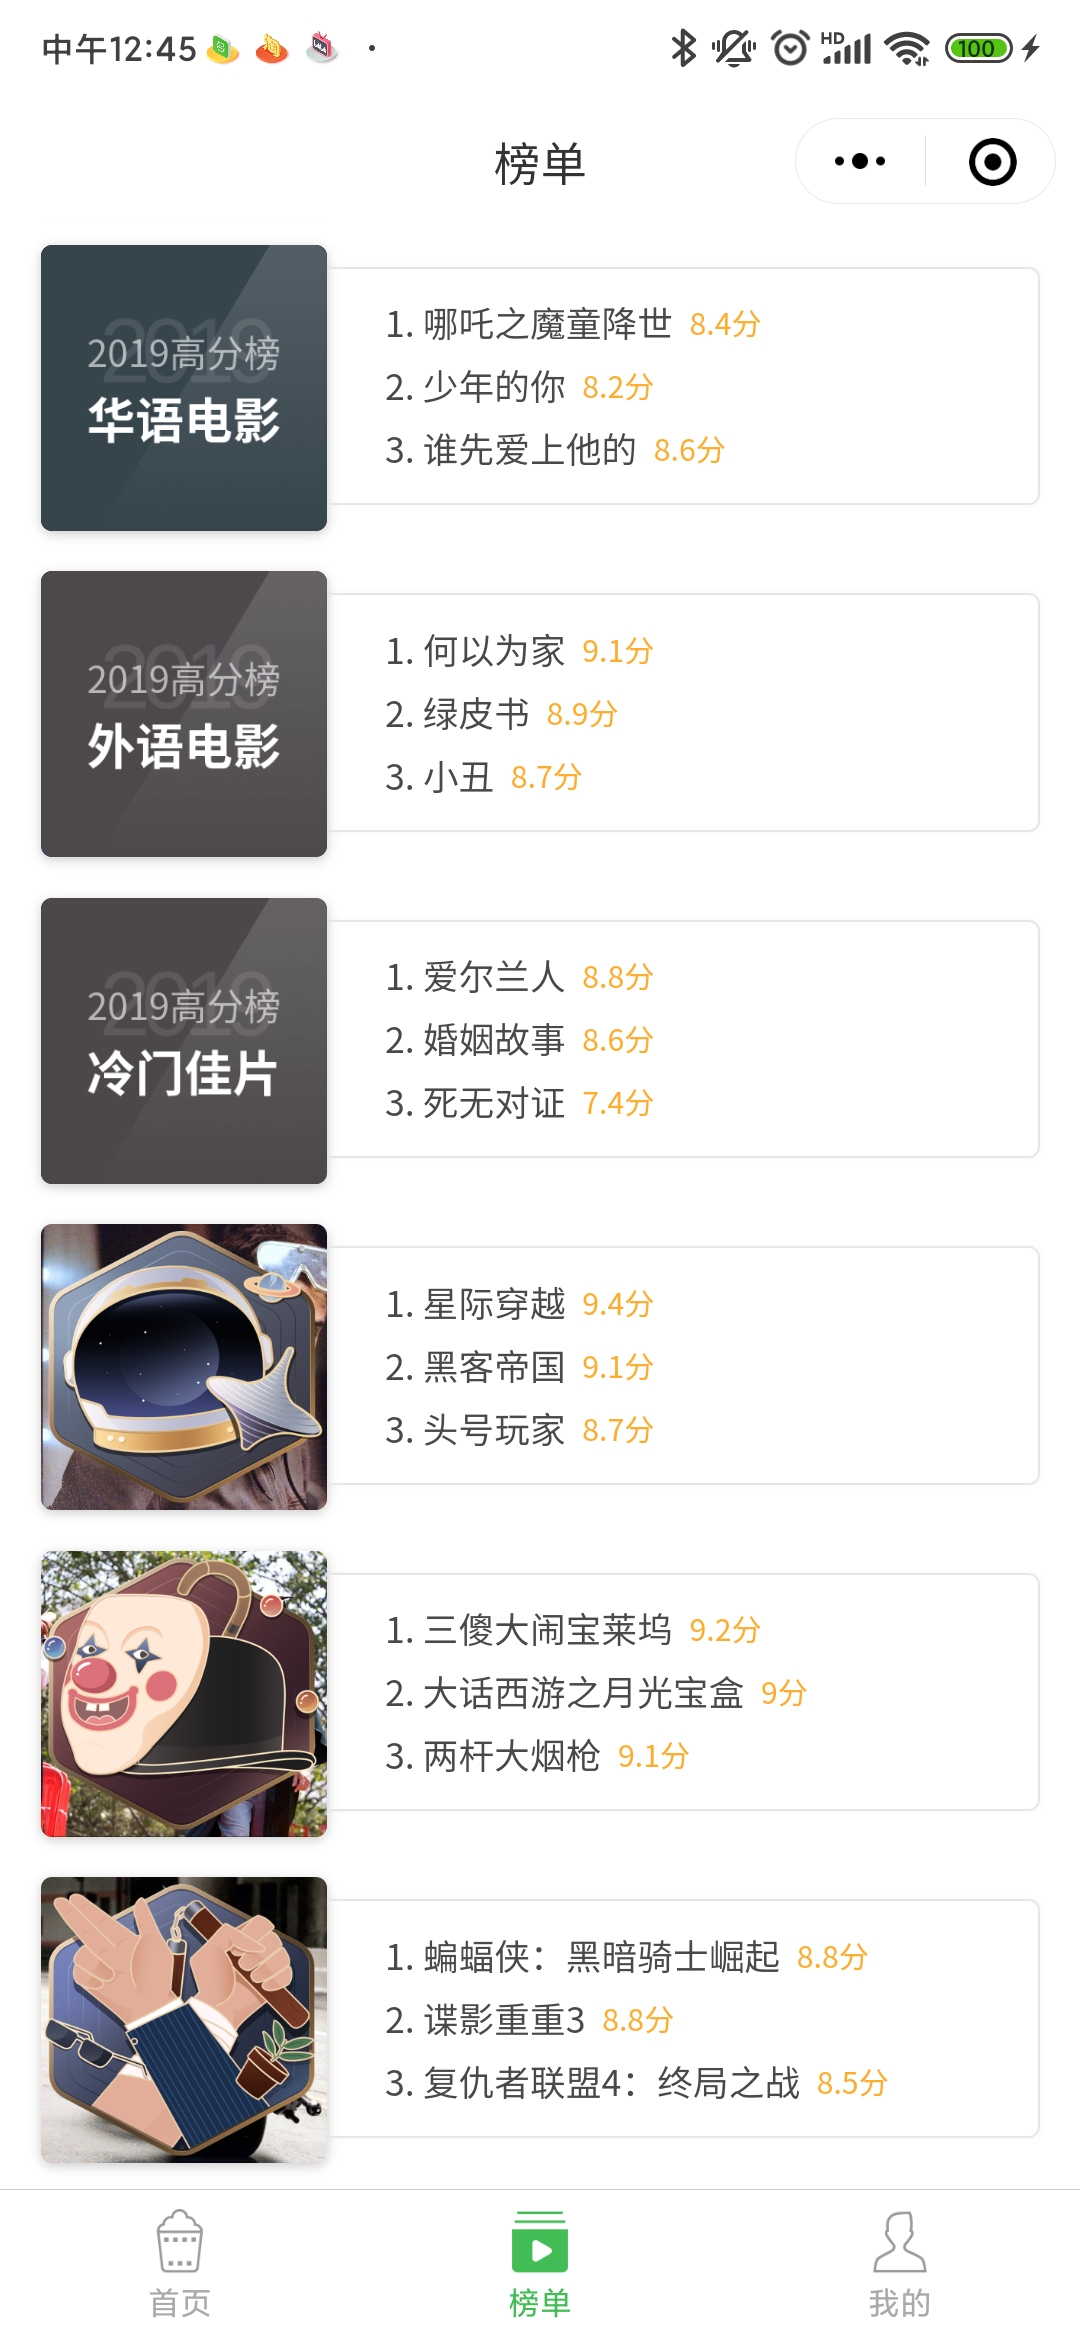 中午12:45
HD
100
榜单
2019
2019高分榜
华语电影
1. 哪吒之魔童降世 8.4分
2. 少年的你 8.2分
3. 谁先爱上他的 8.6分
2019
2019高分榜
外语电影
1. 何以为家 9.1分
2. 绿皮书 8.9分
3. 小丑 8.7分
2019
2019高分榜
冷门佳片
1. 爱尔兰人 8.8分
2. 婚姻故事 8.6分
3. 死无对证 7.4分
1. 星际穿越 9.4分
2. 黑客帝国 9.1分
3. 头号玩家 8.7分
1. 三傻大闹宝莱坞 9.2分
2. 大话西游之月光宝盒 9分
3. 两杆大烟枪 9.1分
1. 蝙蝠侠：黑暗骑士崛起 8.8分
2. 谍影重重3 8.8分
3. 复仇者联盟4：终局之战 8.5分
首页
榜单
我的